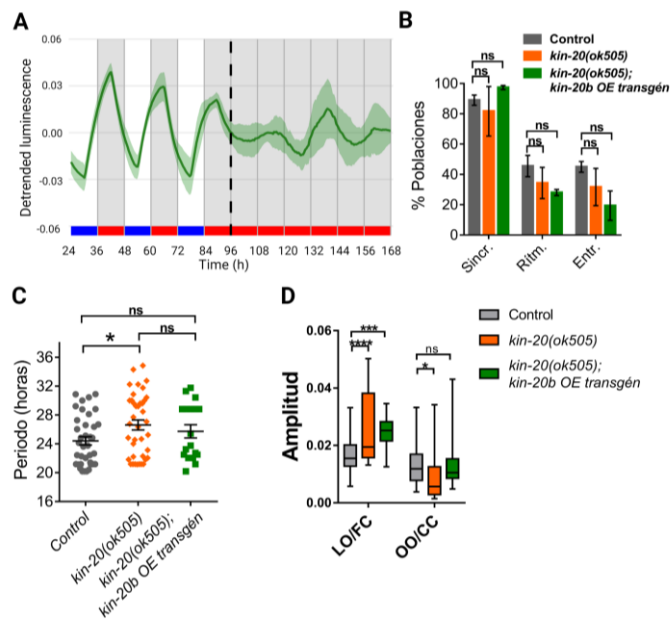 A
0.06
0.03
0.00
-0.03
-0.06
Detrended luminescence
24 36 48 60 72 84 96 108 120 132 144 156 168
Time (h)
B
Control
kin-20(ok505)
kin-20(ok505);
kin-20b OE transgén
ns
ns
ns
ns
ns
ns
100
80
60
40
20
0
% Poblaciones
Sincr.
Rítm.
Entr.
C
ns
*
ns
36
32
28
24
20
16
Periodo (horas)
Control
kin-20(ok505)
kin-20(ok505);
kin-20b OE transgén
D
Control
kin-20(ok505)
kin-20(ok505);
kin-20b OE transgén
0.06
0.04
0.02
0.00
Amplitud
***
****
ns
*
LO/FC
OO/CC